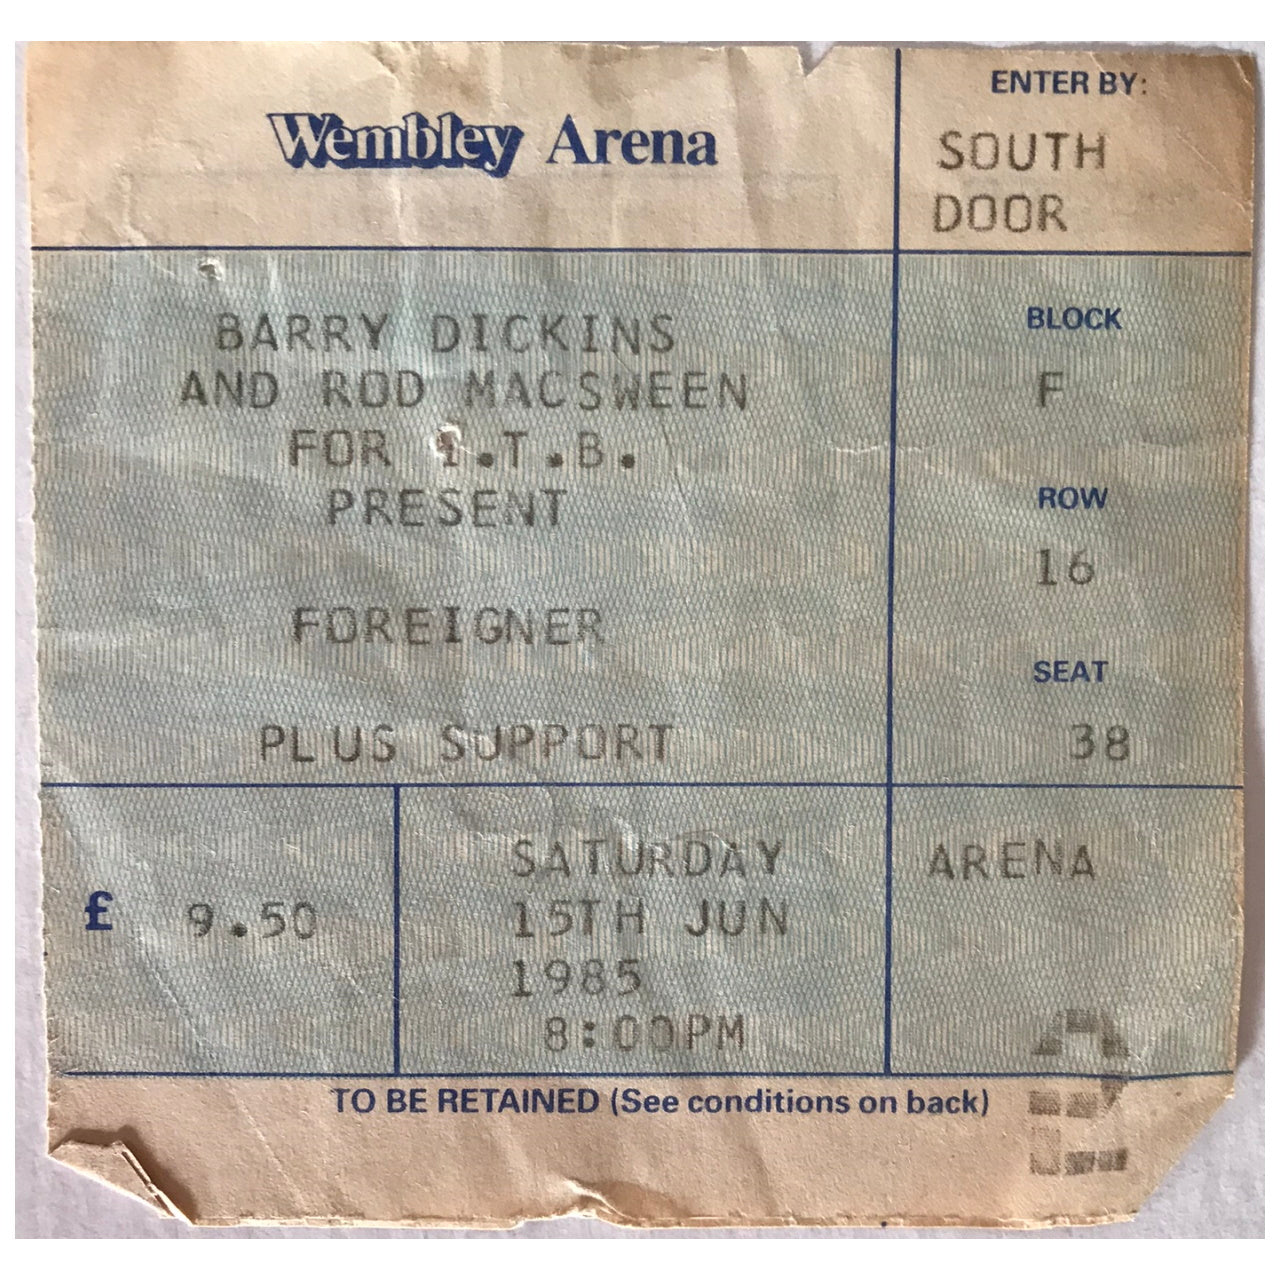 Wembley Arena
ENTER BY:
SOUTH
DOOR
BARRY DICKINS
AND ROD MACSWEEN
FOR I.T.B.
PRESENT
FOREIGNER
PLUS SUPPORT
BLOCK
F
ROW
16
SEAT
38
£ 9.50
SATURDAY
15TH JUN
1985
8:00PM
ARENA
TO BE RETAINED (See conditions on back)